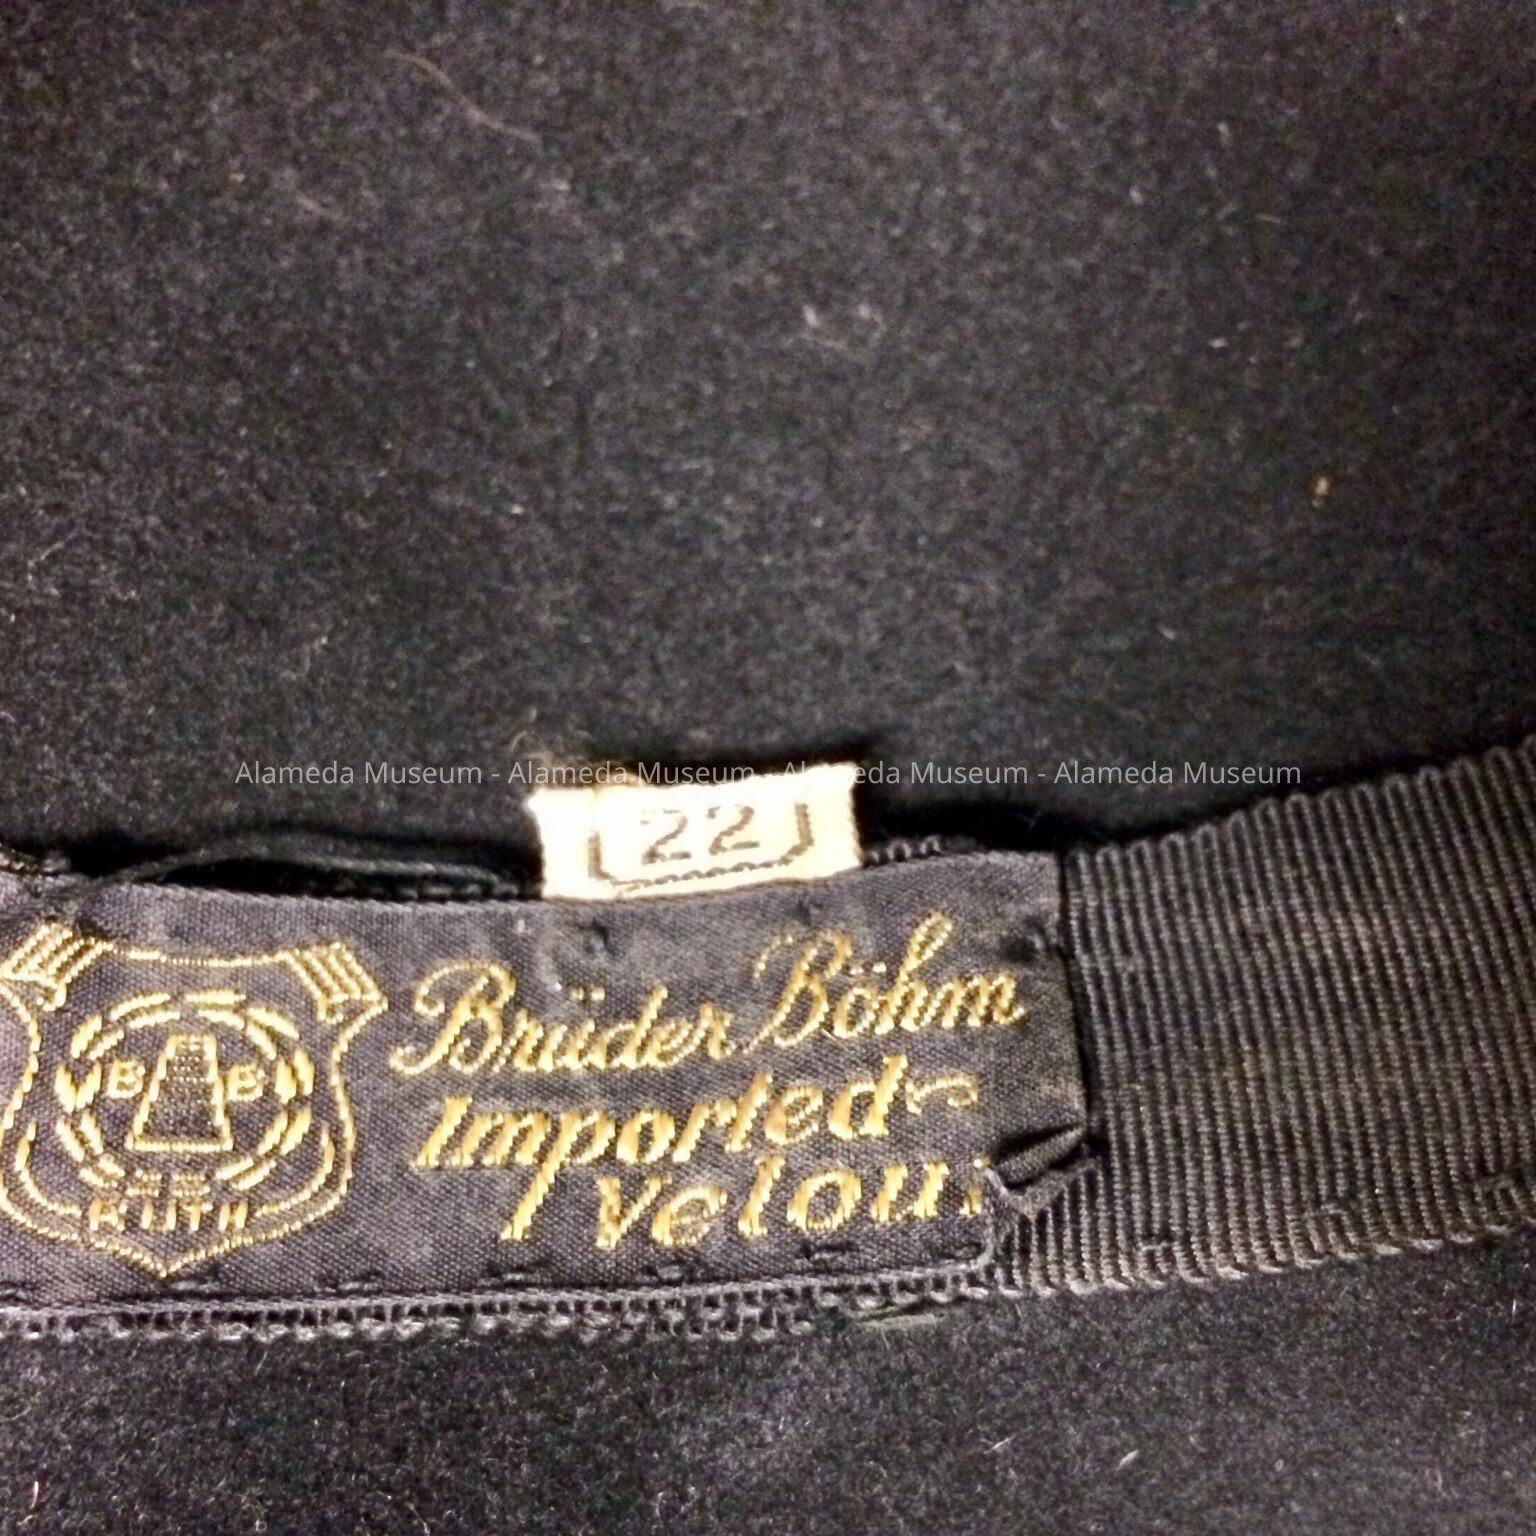 Alameda Museum - Alameda Museum - Alameda Museum - Alameda Museum
22
Brüder Böhm
Imported
Velour
B B